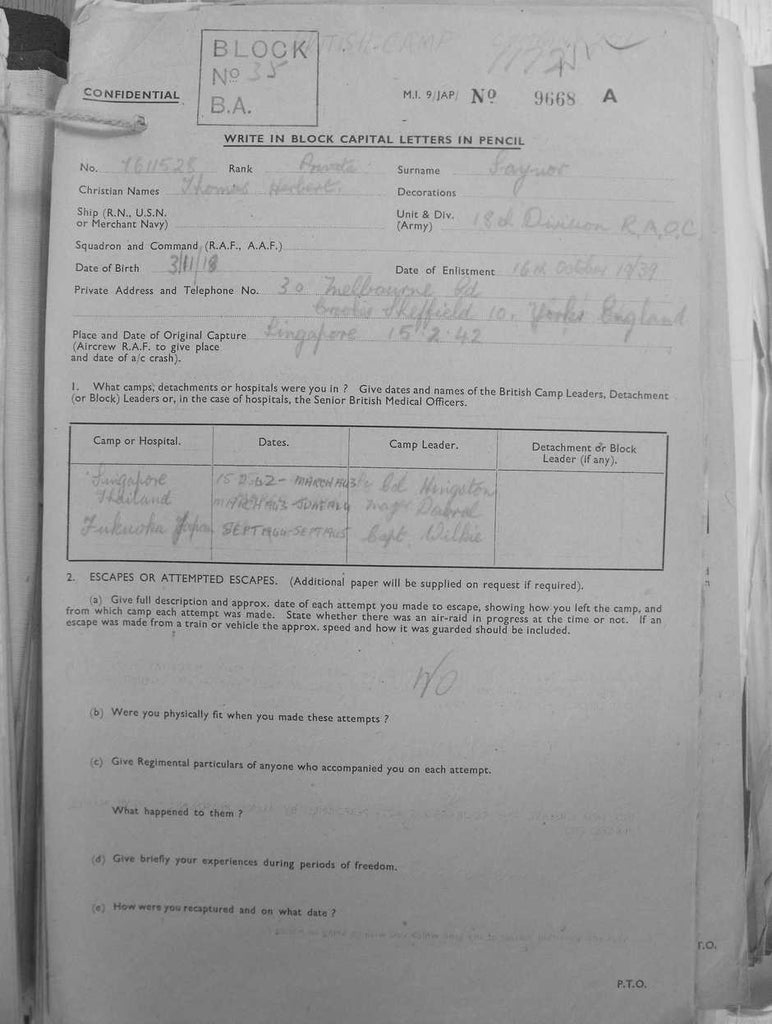 BLOCK
No 35
B.A.
CONFIDENTIAL
M.I. 9/JAP/ No 9668 A
WRITE IN BLOCK CAPITAL LETTERS IN PENCIL
No. 7611528 Rank Private Surname Saynor
Christian Names Thomas Herbert. Decorations
Ship (R.N., U.S.N. or Merchant Navy) Unit & Div. (Army) 18th Division R.A.O.C.
Squadron and Command (R.A.F., A.A.F.)
Date of Birth 3/11/18 Date of Enlistment 16th October 1939
Private Address and Telephone No. 30 Melbourne Rd
Crookes Sheffield 10. Yorks England
Place and Date of Original Capture Singapore 15.2.42
(Aircrew R.A.F. to give place
and date of a/c crash).
1. What camps, detachments or hospitals were you in ? Give dates and names of the British Camp Leaders, Detachment
(or Block) Leaders or, in the case of hospitals, the Senior British Medical Officers.
Camp or Hospital. Dates. Camp Leader. Detachment or Block Leader (if any).
Singapore 15.2.42 - MARCH 1943 Col
Thailand MARCH 1943 - Major
Fukuoka Japan SEPT 1944 - SEPT 1945 Capt. Wilkie
2. ESCAPES OR ATTEMPTED ESCAPES. (Additional paper will be supplied on request if required).
(a) Give full description and approx. date of each attempt you made to escape, showing how you left the camp, and
from which camp each attempt was made. State whether there was an air-raid in progress at the time or not. If an
escape was made from a train or vehicle the approx. speed and how it was guarded should be included.
NO
(b) Were you physically fit when you made these attempts ?
(c) Give Regimental particulars of anyone who accompanied you on each attempt.
What happened to them ?
(d) Give briefly your experiences during periods of freedom.
(e) How were you recaptured and on what date ?
T.O.
P.T.O.